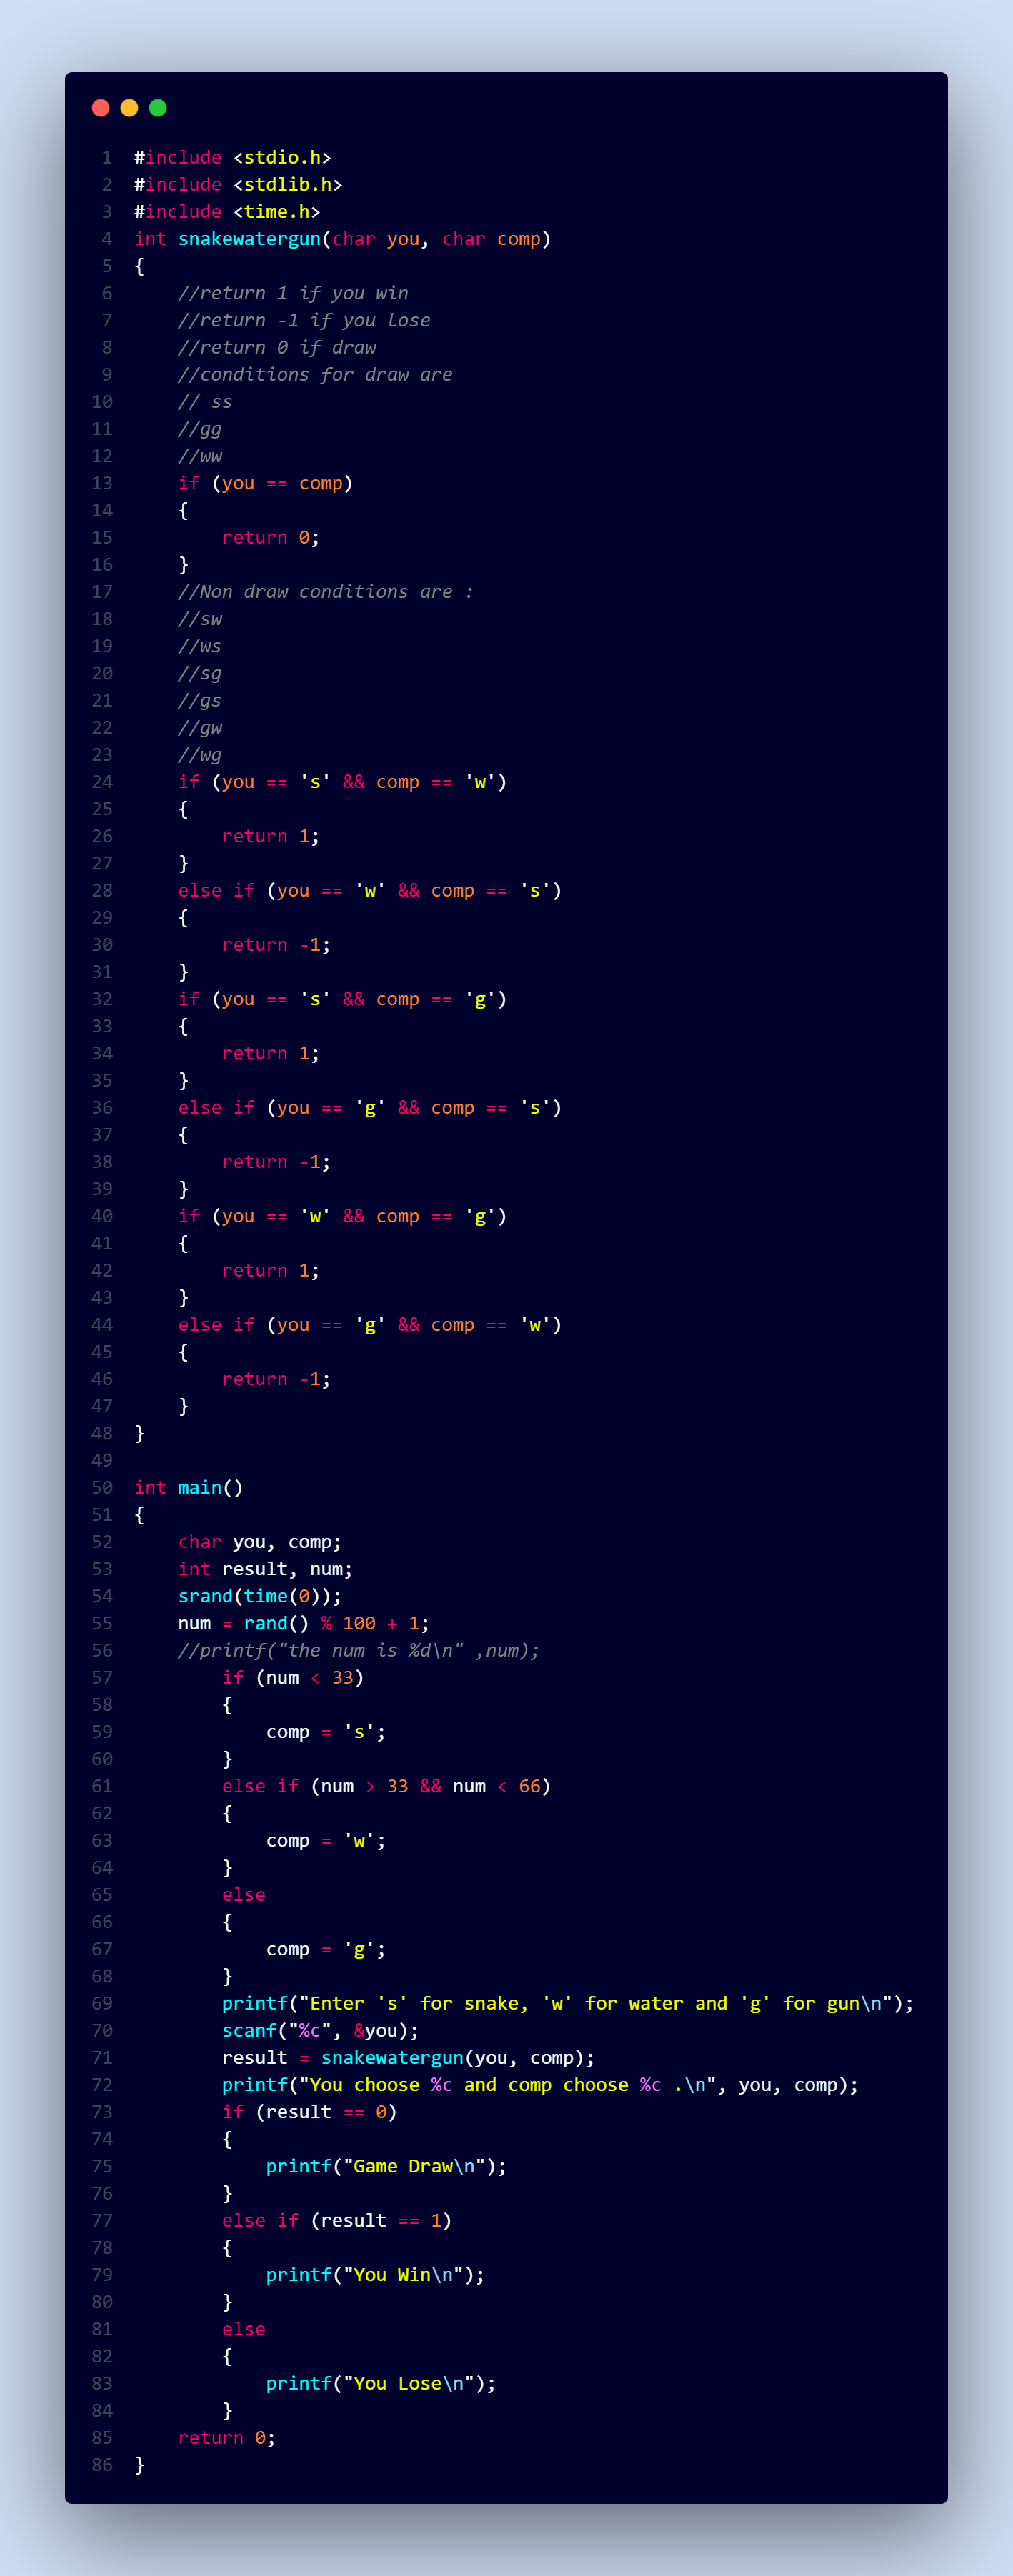 1 #include <stdio.h>
2 #include <stdlib.h>
3 #include <time.h>
4 int snakewatergun(char you, char comp)
5 {
6     //return 1 if you win
7     //return -1 if you lose
8     //return 0 if draw
9     //conditions for draw are
10     // ss
11     //gg
12     //ww
13     if (you == comp)
14     {
15         return 0;
16     }
17     //Non draw conditions are :
18     //sw
19     //ws
20     //sg
21     //gs
22     //gw
23     //wg
24     if (you == 's' && comp == 'w')
25     {
26         return 1;
27     }
28     else if (you == 'w' && comp == 's')
29     {
30         return -1;
31     }
32     if (you == 's' && comp == 'g')
33     {
34         return 1;
35     }
36     else if (you == 'g' && comp == 's')
37     {
38         return -1;
39     }
40     if (you == 'w' && comp == 'g')
41     {
42         return 1;
43     }
44     else if (you == 'g' && comp == 'w')
45     {
46         return -1;
47     }
48 }
49
50 int main()
51 {
52     char you, comp;
53     int result, num;
54     srand(time(0));
55     num = rand() % 100 + 1;
56     //printf("the num is %d\n" ,num);
57         if (num < 33)
58         {
59             comp = 's';
60         }
61         else if (num > 33 && num < 66)
62         {
63             comp = 'w';
64         }
65         else
66         {
67             comp = 'g';
68         }
69         printf("Enter 's' for snake, 'w' for water and 'g' for gun\n");
70         scanf("%c", &you);
71         result = snakewatergun(you, comp);
72         printf("You choose %c and comp choose %c .\n", you, comp);
73         if (result == 0)
74         {
75             printf("Game Draw\n");
76         }
77         else if (result == 1)
78         {
79             printf("You Win\n");
80         }
81         else
82         {
83             printf("You Lose\n");
84         }
85     return 0;
86 }